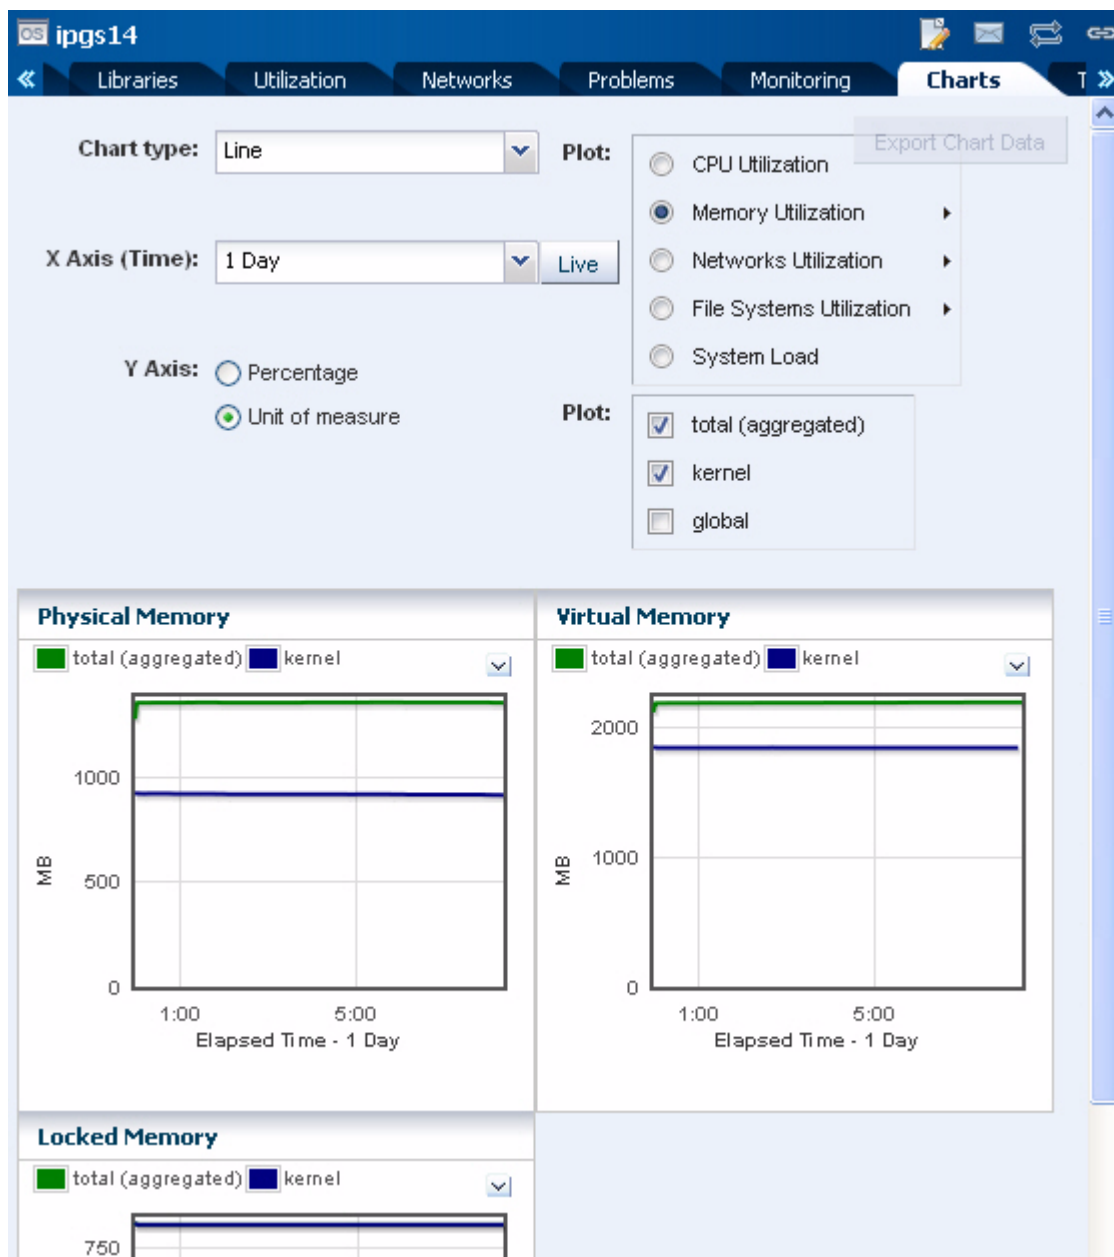 OS ipgs14
Libraries Utilization Networks Problems Monitoring Charts T
Export Chart Data
Chart type: Line
Plot:
CPU Utilization
Memory Utilization
Networks Utilization
File Systems Utilization
System Load
X Axis (Time): 1 Day Live
Y Axis: Percentage
Unit of measure
Plot:
total (aggregated)
kernel
global
Physical Memory
total (aggregated) kernel
1000
500
0
MB
1:00 5:00
Elapsed Time - 1 Day
Virtual Memory
total (aggregated) kernel
2000
1000
0
MB
1:00 5:00
Elapsed Time - 1 Day
Locked Memory
total (aggregated) kernel
750